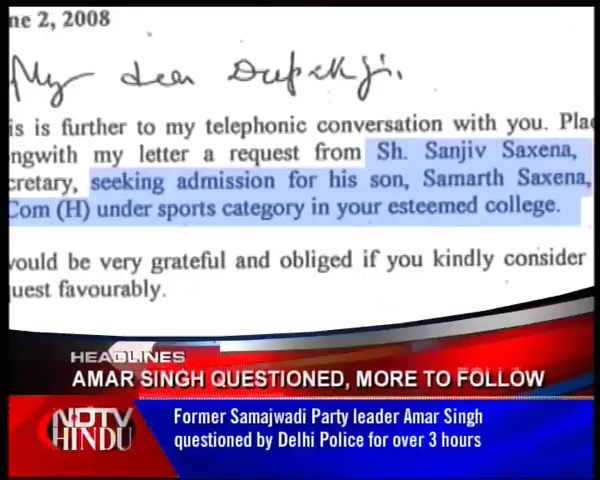 ne 2, 2008
My dear Deepakji,
is is further to my telephonic conversation with you. Plac
ngwith my letter a request from Sh. Sanjiv Saxena,
cretary, seeking admission for his son, Samarth Saxena,
Com (H) under sports category in your esteemed college.
would be very grateful and obliged if you kindly consider
uest favourably.
HEADLINES
AMAR SINGH QUESTIONED, MORE TO FOLLOW
NDTV
HINDU
Former Samajwadi Party leader Amar Singh
questioned by Delhi Police for over 3 hours